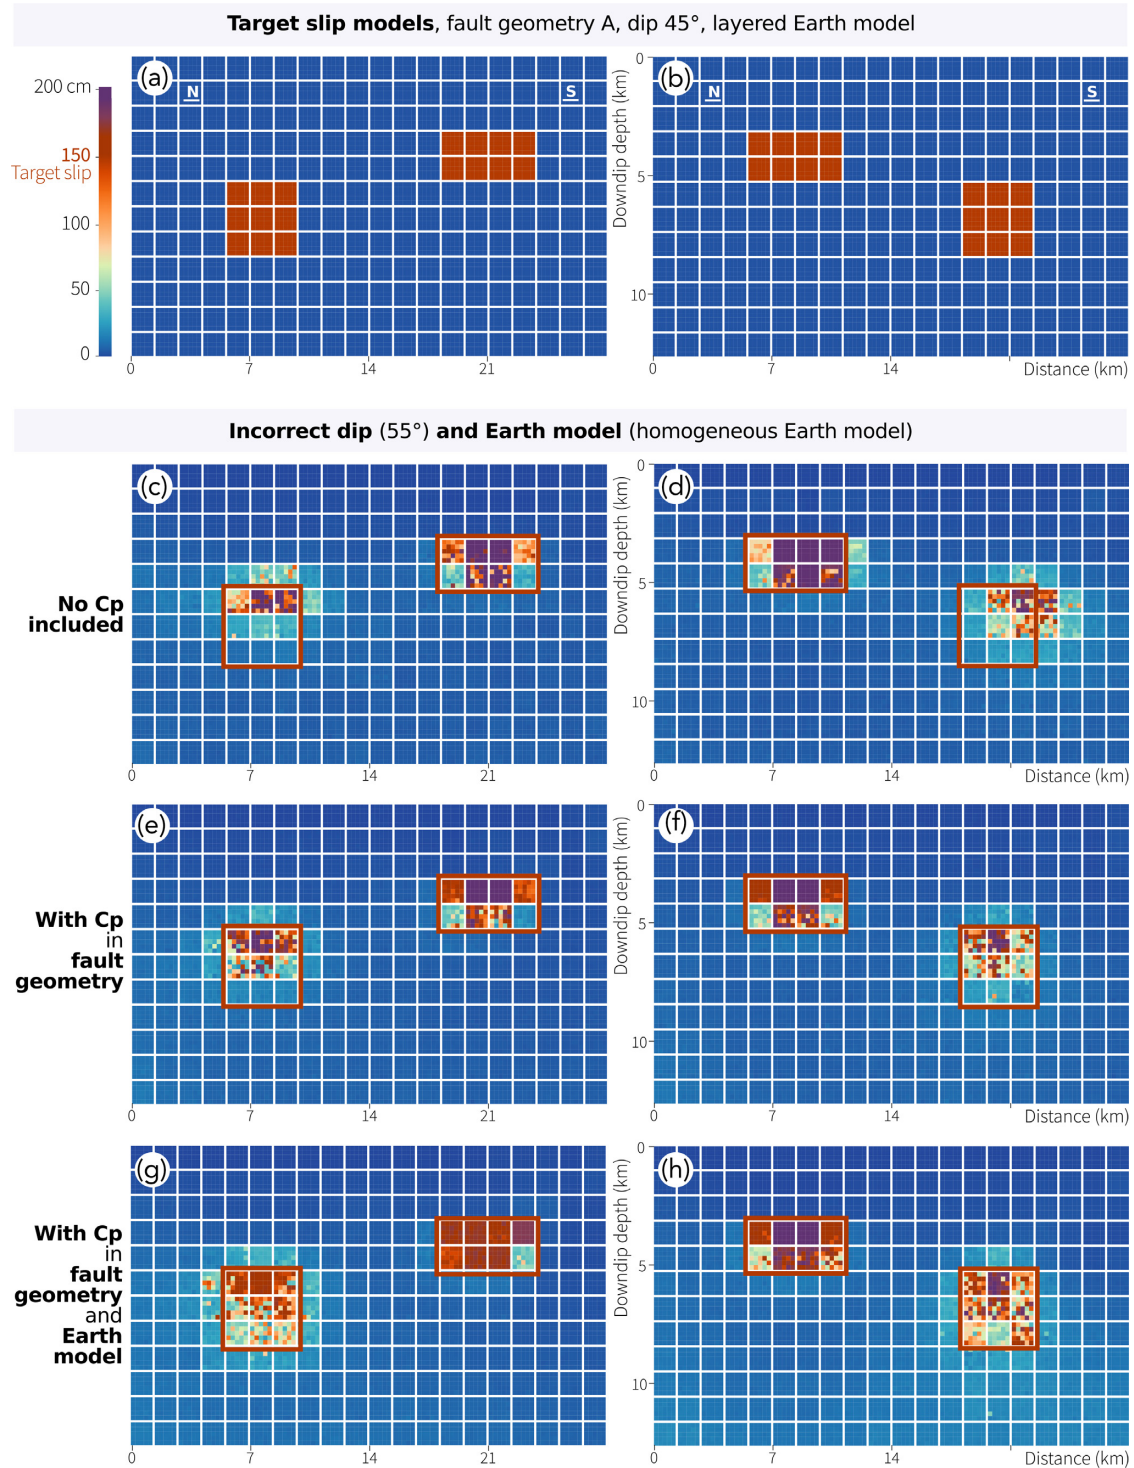 Target slip models, fault geometry A, dip 45°, layered Earth model
(a)
N
S
200 cm
150
Target slip
100
50
0
0
7
14
21
(b)
N
S
Downdip depth (km)
0
5
10
0
7
14
Distance (km)
Incorrect dip (55°) and Earth model (homogeneous Earth model)
No Cp
included
(c)
0
7
14
21
(d)
Downdip depth (km)
0
5
10
0
7
14
Distance (km)
With Cp
in
fault
geometry
(e)
0
7
14
21
(f)
Downdip depth (km)
0
5
10
0
7
14
Distance (km)
With Cp
in
fault
geometry
and
Earth
model
(g)
0
7
14
21
(h)
Downdip depth (km)
0
5
10
0
7
14
Distance (km)